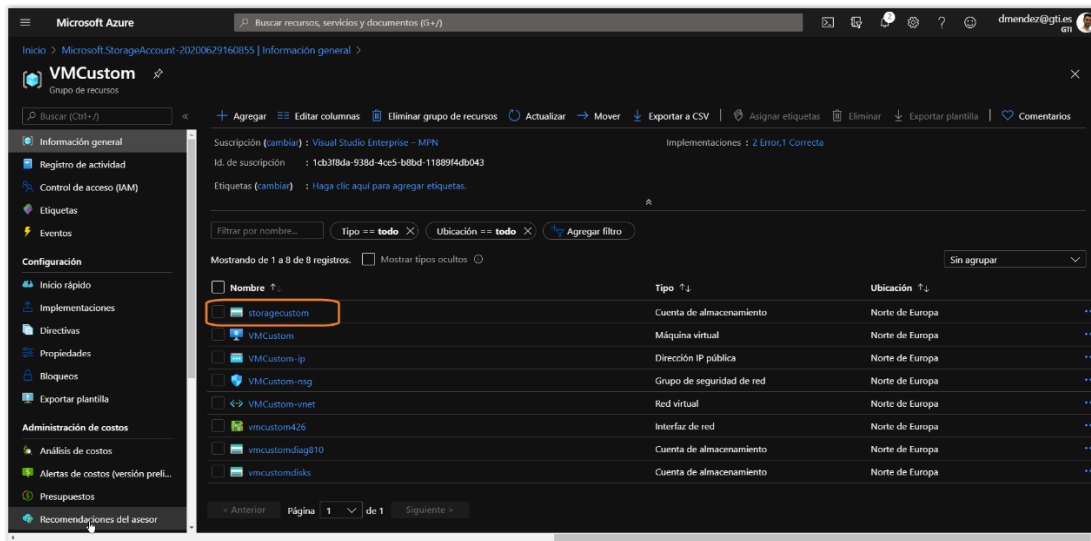 Microsoft Azure
Buscar recursos, servicios y documentos (G+/)
2
dmendez@gti.es
GTI
Inicio > Microsoft.StorageAccount-20200629160855 | Información general >
VMCustom
Grupo de recursos
Buscar (Ctrl+/)
Agregar Editar columnas Eliminar grupo de recursos Actualizar Mover Exportar a CSV Asignar etiquetas Eliminar Exportar plantilla Comentarios
Información general
Registro de actividad
Control de acceso (IAM)
Etiquetas
Eventos
Configuración
Inicio rápido
Implementaciones
Directivas
Propiedades
Bloqueos
Exportar plantilla
Administración de costos
Análisis de costos
Alertas de costos (versión preli...
Presupuestos
Recomendaciones del asesor
Suscripción (cambiar) : Visual Studio Enterprise – MPN
Implementaciones : 2 Error,1 Correcta
Id. de suscripción : 1cb3f8da-938d-4ce5-b8bd-11889f4db043
Etiquetas (cambiar) : Haga clic aquí para agregar etiquetas.
Filtrar por nombre... Tipo == todo Ubicación == todo Agregar filtro
Mostrando de 1 a 8 de 8 registros. Mostrar tipos ocultos
Sin agrupar
Nombre Tipo Ubicación
storagecustom Cuenta de almacenamiento Norte de Europa
VMCustom Máquina virtual Norte de Europa
VMCustom-ip Dirección IP pública Norte de Europa
VMCustom-nsg Grupo de seguridad de red Norte de Europa
VMCustom-vnet Red virtual Norte de Europa
vmcustom426 Interfaz de red Norte de Europa
vmcustomdiag810 Cuenta de almacenamiento Norte de Europa
vmcustomdisks Cuenta de almacenamiento Norte de Europa
< Anterior Página 1 de 1 Siguiente >